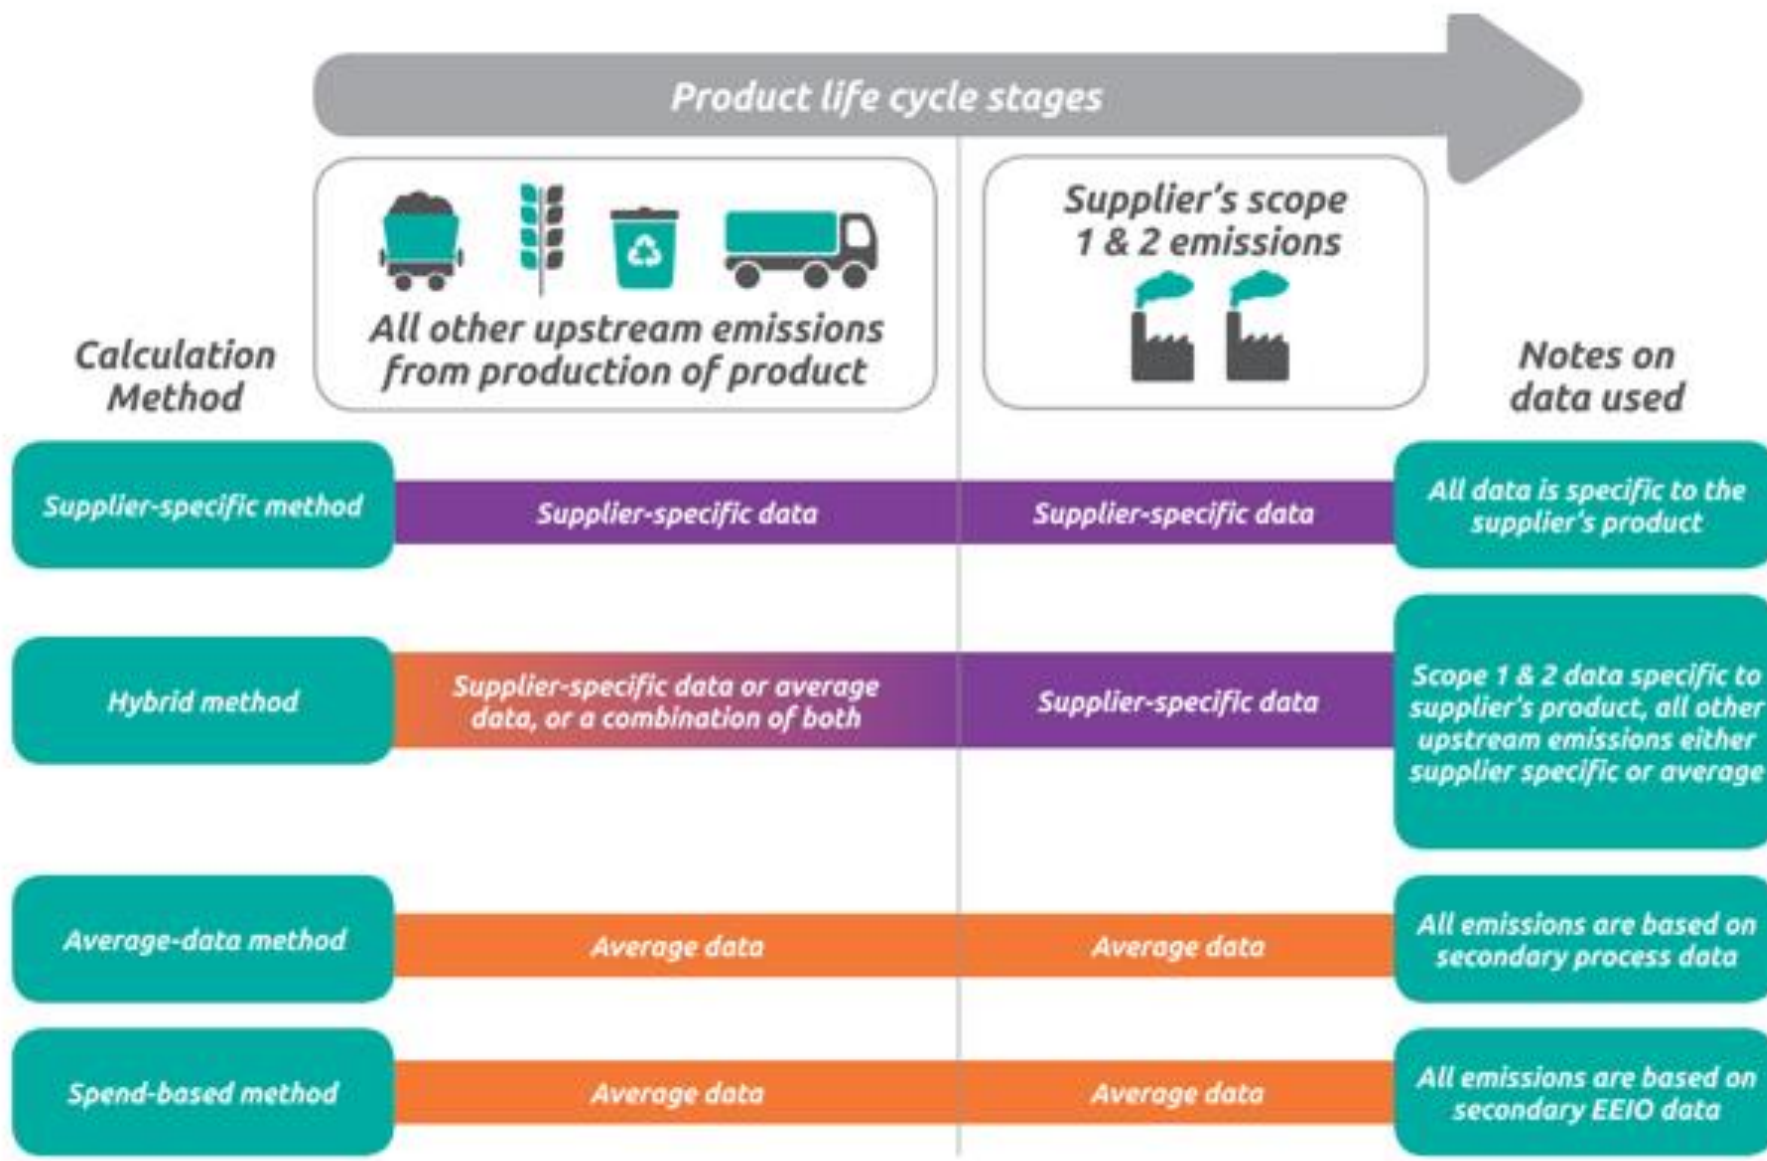 Product life cycle stages
All other upstream emissions
from production of product
Supplier's scope
1 & 2 emissions
Calculation
Method
Notes on
data used
Supplier-specific method
Supplier-specific data
Supplier-specific data
All data is specific to the
supplier's product
Hybrid method
Supplier-specific data or average
data, or a combination of both
Supplier-specific data
Scope 1 & 2 data specific to
supplier's product, all other
upstream emissions either
supplier specific or average
Average-data method
Average data
Average data
All emissions are based on
secondary process data
Spend-based method
Average data
Average data
All emissions are based on
secondary EEIO data